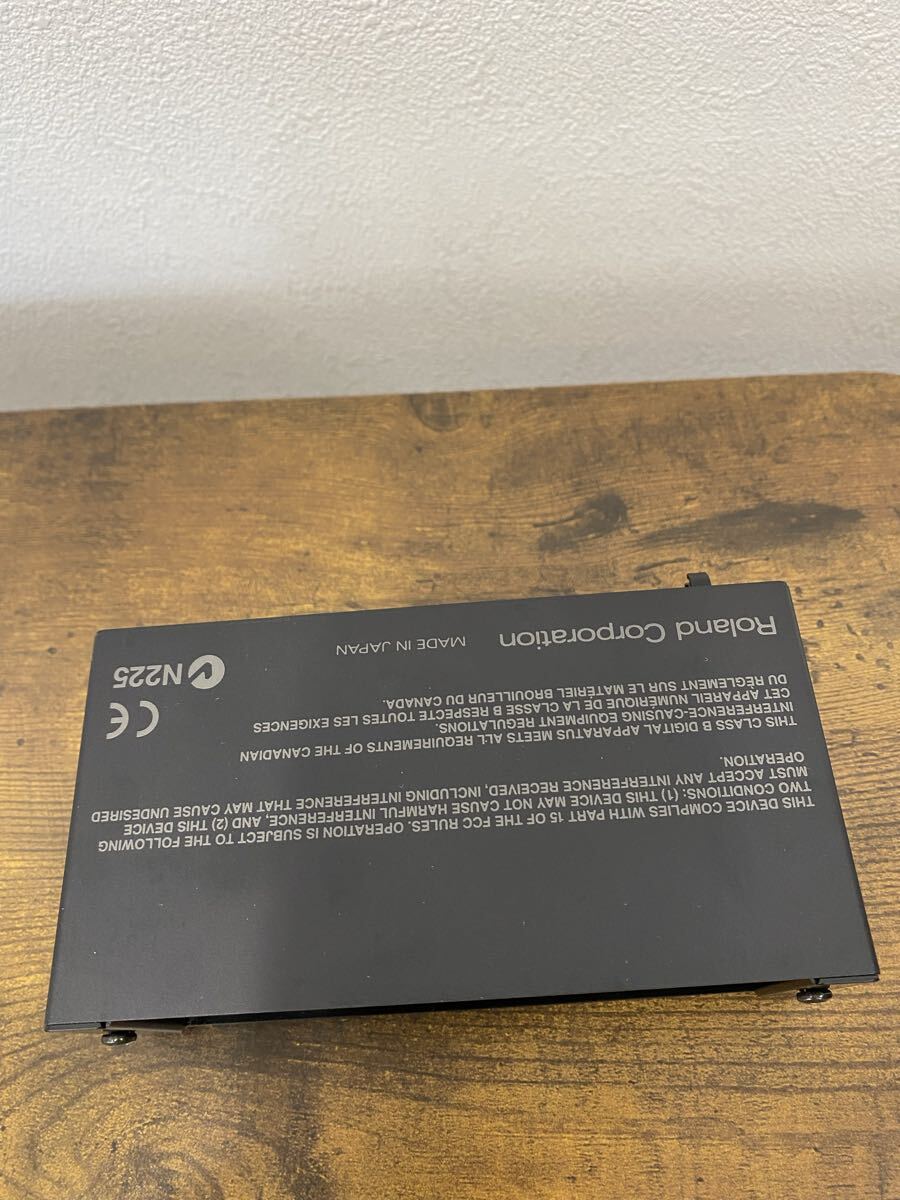 THIS DEVICE COMPLIES WITH PART 15 OF THE FCC RULES. OPERATION IS SUBJECT TO THE FOLLOWING
TWO CONDITIONS: (1) THIS DEVICE MAY NOT CAUSE HARMFUL INTERFERENCE, AND (2) THIS DEVICE
MUST ACCEPT ANY INTERFERENCE RECEIVED, INCLUDING INTERFERENCE THAT MAY CAUSE UNDESIRED
OPERATION.
THIS CLASS B DIGITAL APPARATUS MEETS ALL REQUIREMENTS OF THE CANADIAN
INTERFERENCE-CAUSING EQUIPMENT REGULATIONS.
CET APPAREIL NUMÉRIQUE DE LA CLASSE B RESPECTE TOUTES LES EXIGENCES
DU RÈGLEMENT SUR LE MATÉRIEL BROUILLEUR DU CANADA.
CE
N225
Roland Corporation MADE IN JAPAN